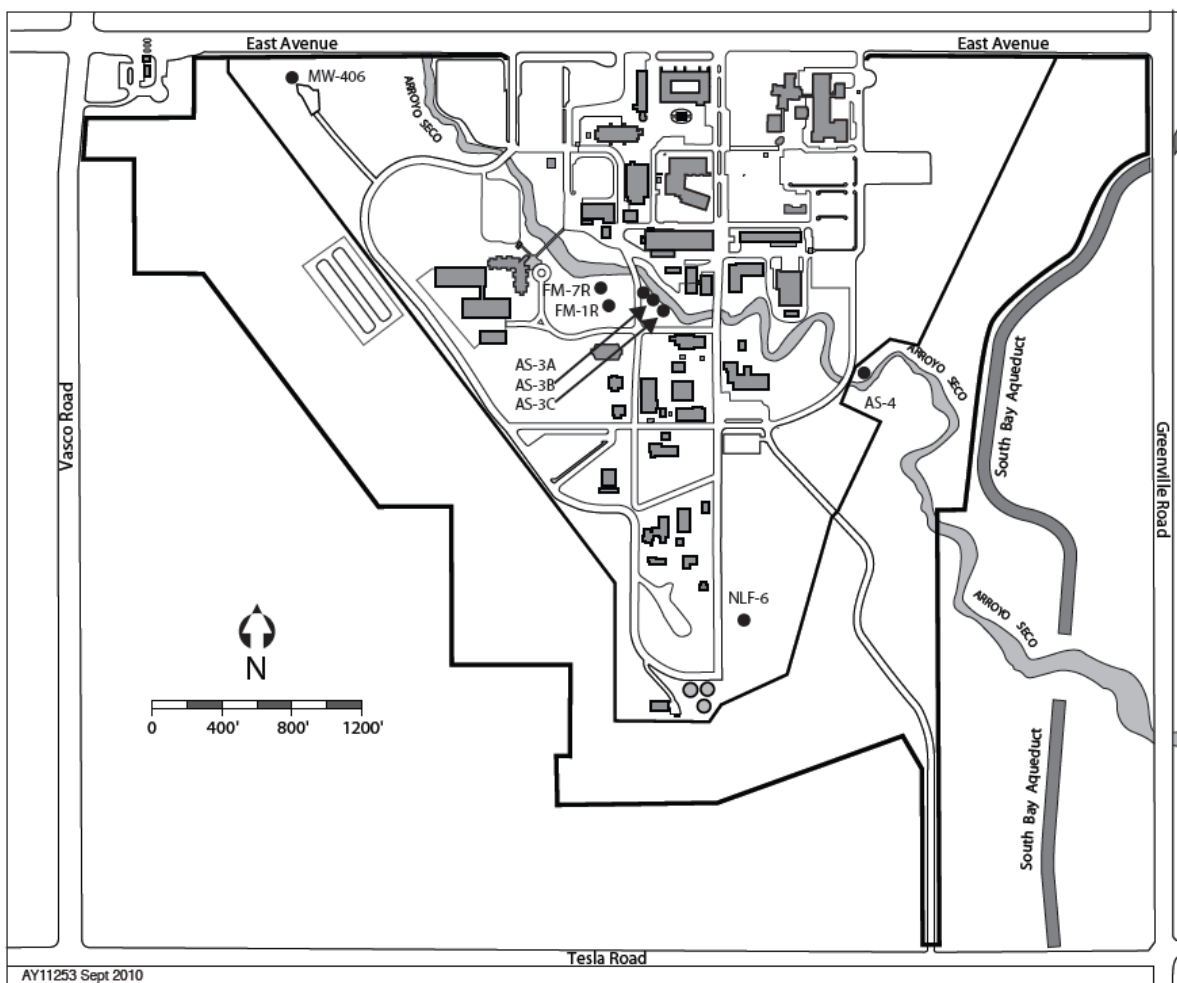 East Avenue
East Avenue
MW-406
ARROYO SECO
FM-7R
FM-1R
AS-3A
AS-3B
AS-3C
ARROYO SECO
AS-4
South Bay Aqueduct
Vasco Road
Greenville Road
NLF-6
ARROYO SECO
N
0 400' 800' 1200'
South Bay Aqueduct
Tesla Road
AY11253 Sept 2010